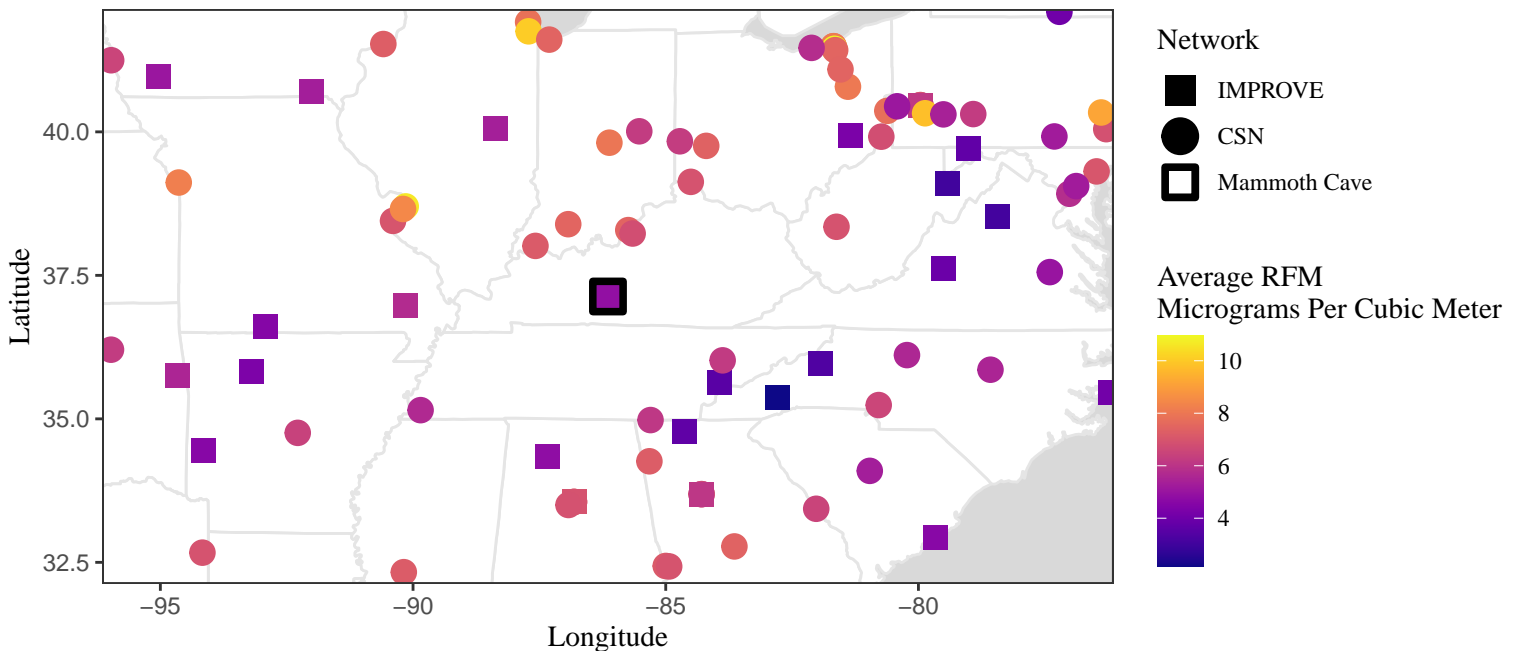 Latitude
40.0
37.5
35.0
32.5
−95
−90
−85
−80
Longitude
Network
IMPROVE
CSN
Mammoth Cave
Average RFM
Micrograms Per Cubic Meter
10
8
6
4